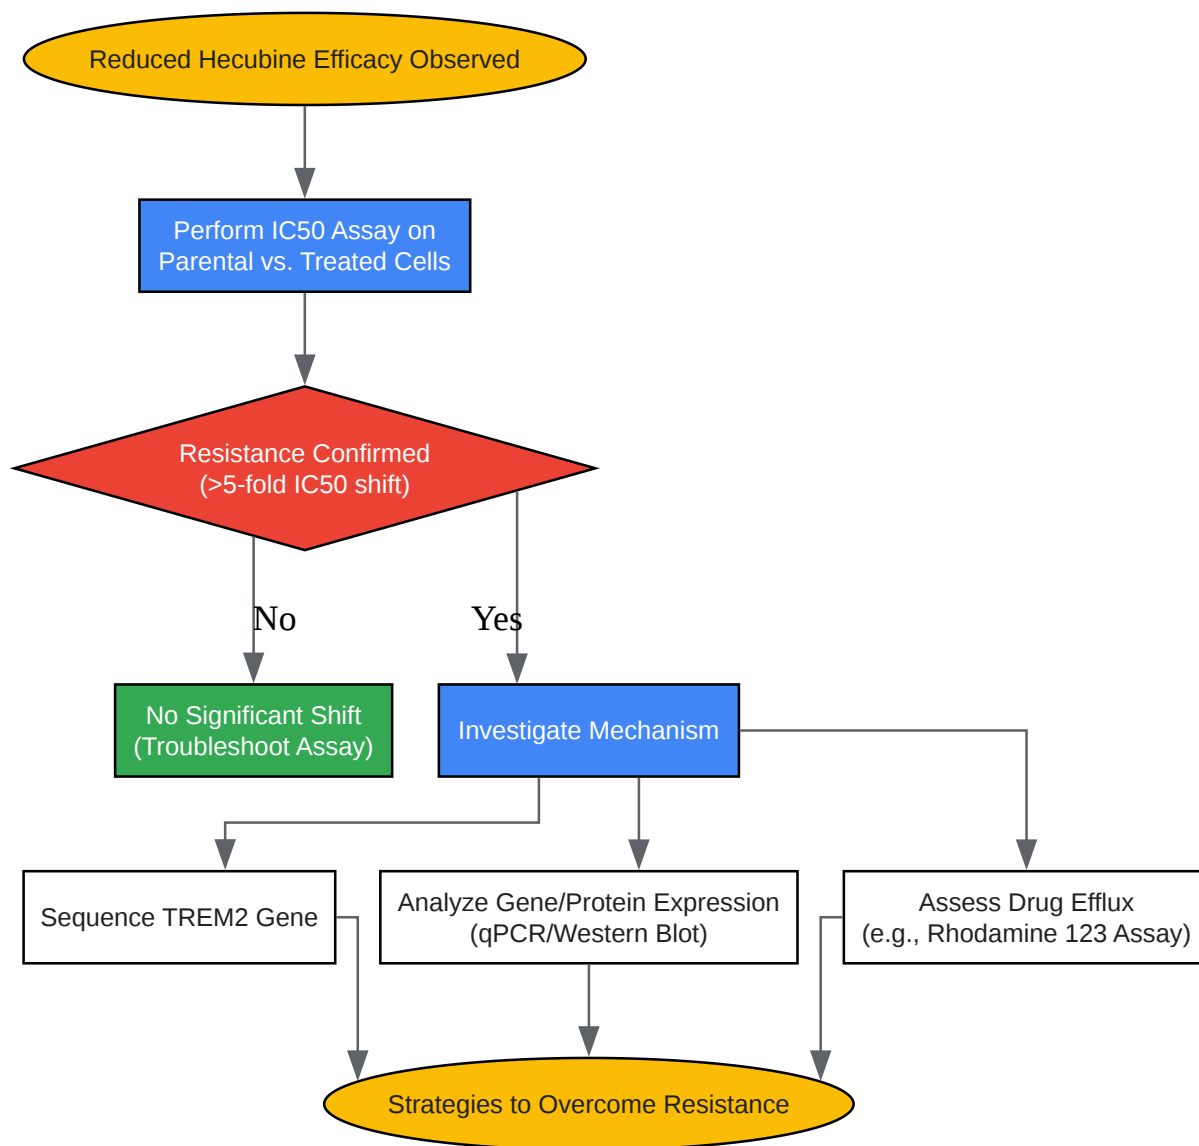 Reduced Hecubine Efficacy Observed
Perform IC50 Assay on
Parental vs. Treated Cells
Resistance Confirmed
(>5-fold IC50 shift)
No
Yes
No Significant Shift
(Troubleshoot Assay)
Investigate Mechanism
Sequence TREM2 Gene
Analyze Gene/Protein Expression
(qPCR/Western Blot)
Assess Drug Efflux
(e.g., Rhodamine 123 Assay)
Strategies to Overcome Resistance